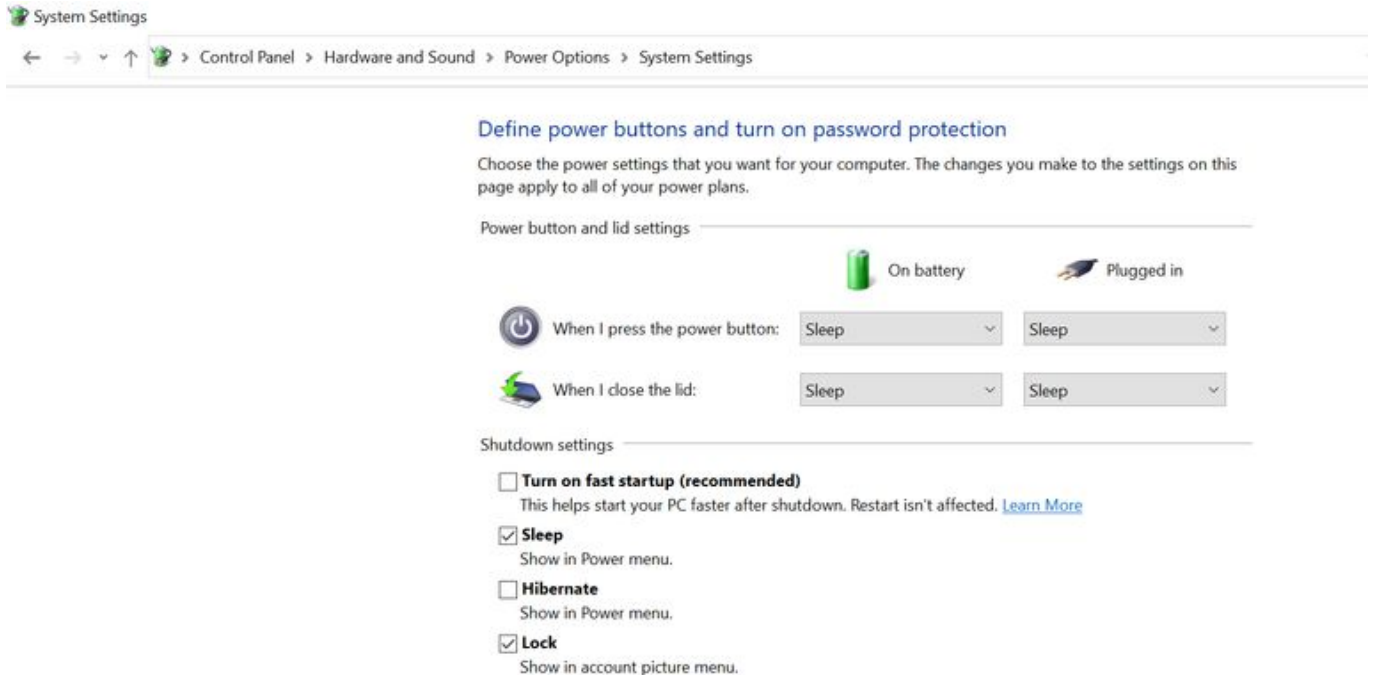 System Settings
Control Panel > Hardware and Sound > Power Options > System Settings
Define power buttons and turn on password protection
Choose the power settings that you want for your computer. The changes you make to the settings on this
page apply to all of your power plans.
Power button and lid settings
On battery Plugged in
When I press the power button: Sleep Sleep
When I close the lid: Sleep Sleep
Shutdown settings
Turn on fast startup (recommended)
This helps start your PC faster after shutdown. Restart isn't affected. Learn More
Sleep
Show in Power menu.
Hibernate
Show in Power menu.
Lock
Show in account picture menu.